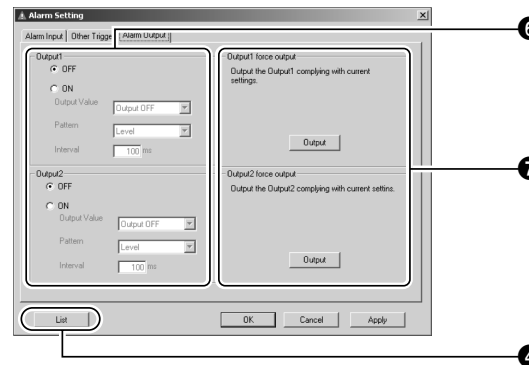 Alarm Setting
Alarm Input Other Trigge Alarm Output
Output1
OFF
ON
Output Value Output OFF
Pattern Level
Interval 100 ms
Output1 force output
Output the Output1 complying with current
settings.
Output
Output2
OFF
ON
Output Value Output OFF
Pattern Level
Interval 100 ms
Output2 force output
Output the Output2 complying with current settins.
Output
List OK Cancel Apply
6
7
4